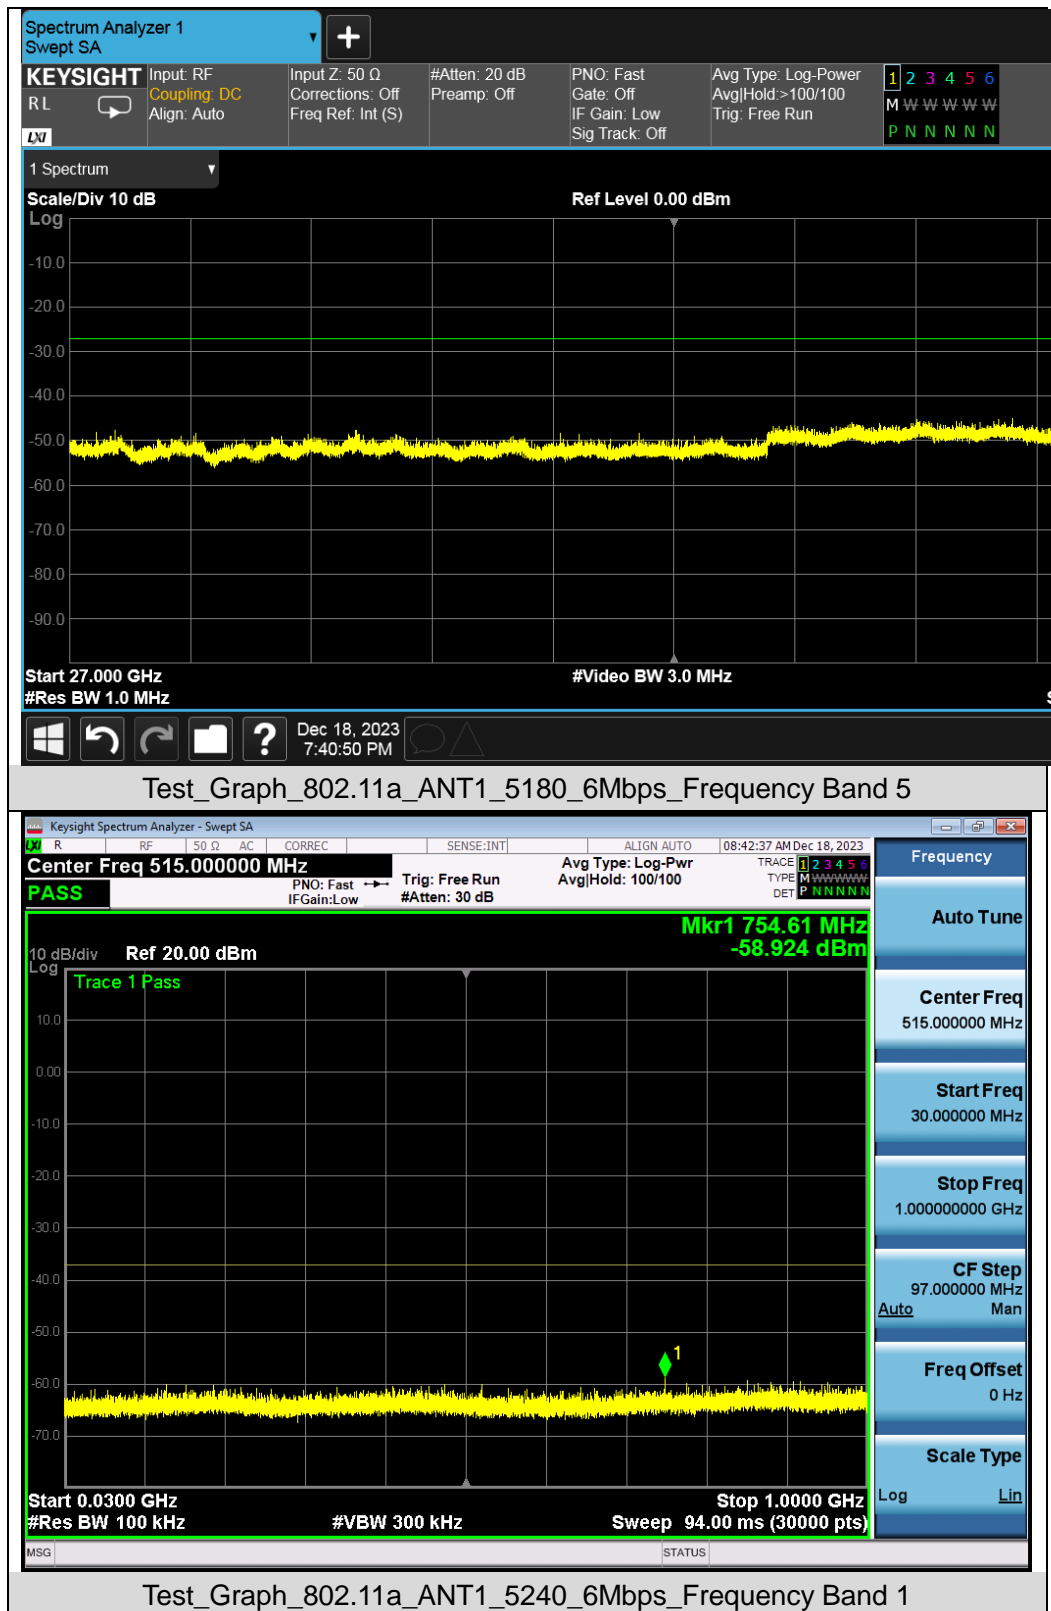 Spectrum Analyzer 1
Swept SA
KEYSIGHT
R L
LXI
Input: RF
Coupling: DC
Align: Auto
Input Z: 50 Ω
Corrections: Off
Freq Ref: Int (S)
#Atten: 20 dB
Preamp: Off
PNO: Fast
Gate: Off
IF Gain: Low
Sig Track: Off
Avg Type: Log-Power
Avg|Hold:>100/100
Trig: Free Run
1 2 3 4 5 6
M W W W W W
P N N N N N
1 Spectrum
Scale/Div 10 dB
Ref Level 0.00 dBm
Log
-10.0
-20.0
-30.0
-40.0
-50.0
-60.0
-70.0
-80.0
-90.0
Start 27.000 GHz
#Video BW 3.0 MHz
#Res BW 1.0 MHz
Dec 18, 2023
7:40:50 PM
Test_Graph_802.11a_ANT1_5180_6Mbps_Frequency Band 5
Keysight Spectrum Analyzer - Swept SA
LXI R RF 50 Ω AC CORREC SENSE:INT ALIGN AUTO 08:42:37 AM Dec 18, 2023
Center Freq 515.000000 MHz
PASS
PNO: Fast
IFGain:Low
Trig: Free Run
#Atten: 30 dB
Avg Type: Log-Pwr
Avg|Hold: 100/100
TRACE 1 2 3 4 5 6
TYPE M W W W W W
DET P N N N N N
Mkr1 754.61 MHz
-58.924 dBm
10 dB/div Ref 20.00 dBm
Log
Trace 1 Pass
10.0
0.00
-10.0
-20.0
-30.0
-40.0
-50.0
-60.0
-70.0
1
Start 0.0300 GHz
Stop 1.0000 GHz
#Res BW 100 kHz
#VBW 300 kHz
Sweep 94.00 ms (30000 pts)
MSG
STATUS
Frequency
Auto Tune
Center Freq
515.000000 MHz
Start Freq
30.000000 MHz
Stop Freq
1.000000000 GHz
CF Step
97.000000 MHz
Auto Man
Freq Offset
0 Hz
Scale Type
Log Lin
Test_Graph_802.11a_ANT1_5240_6Mbps_Frequency Band 1